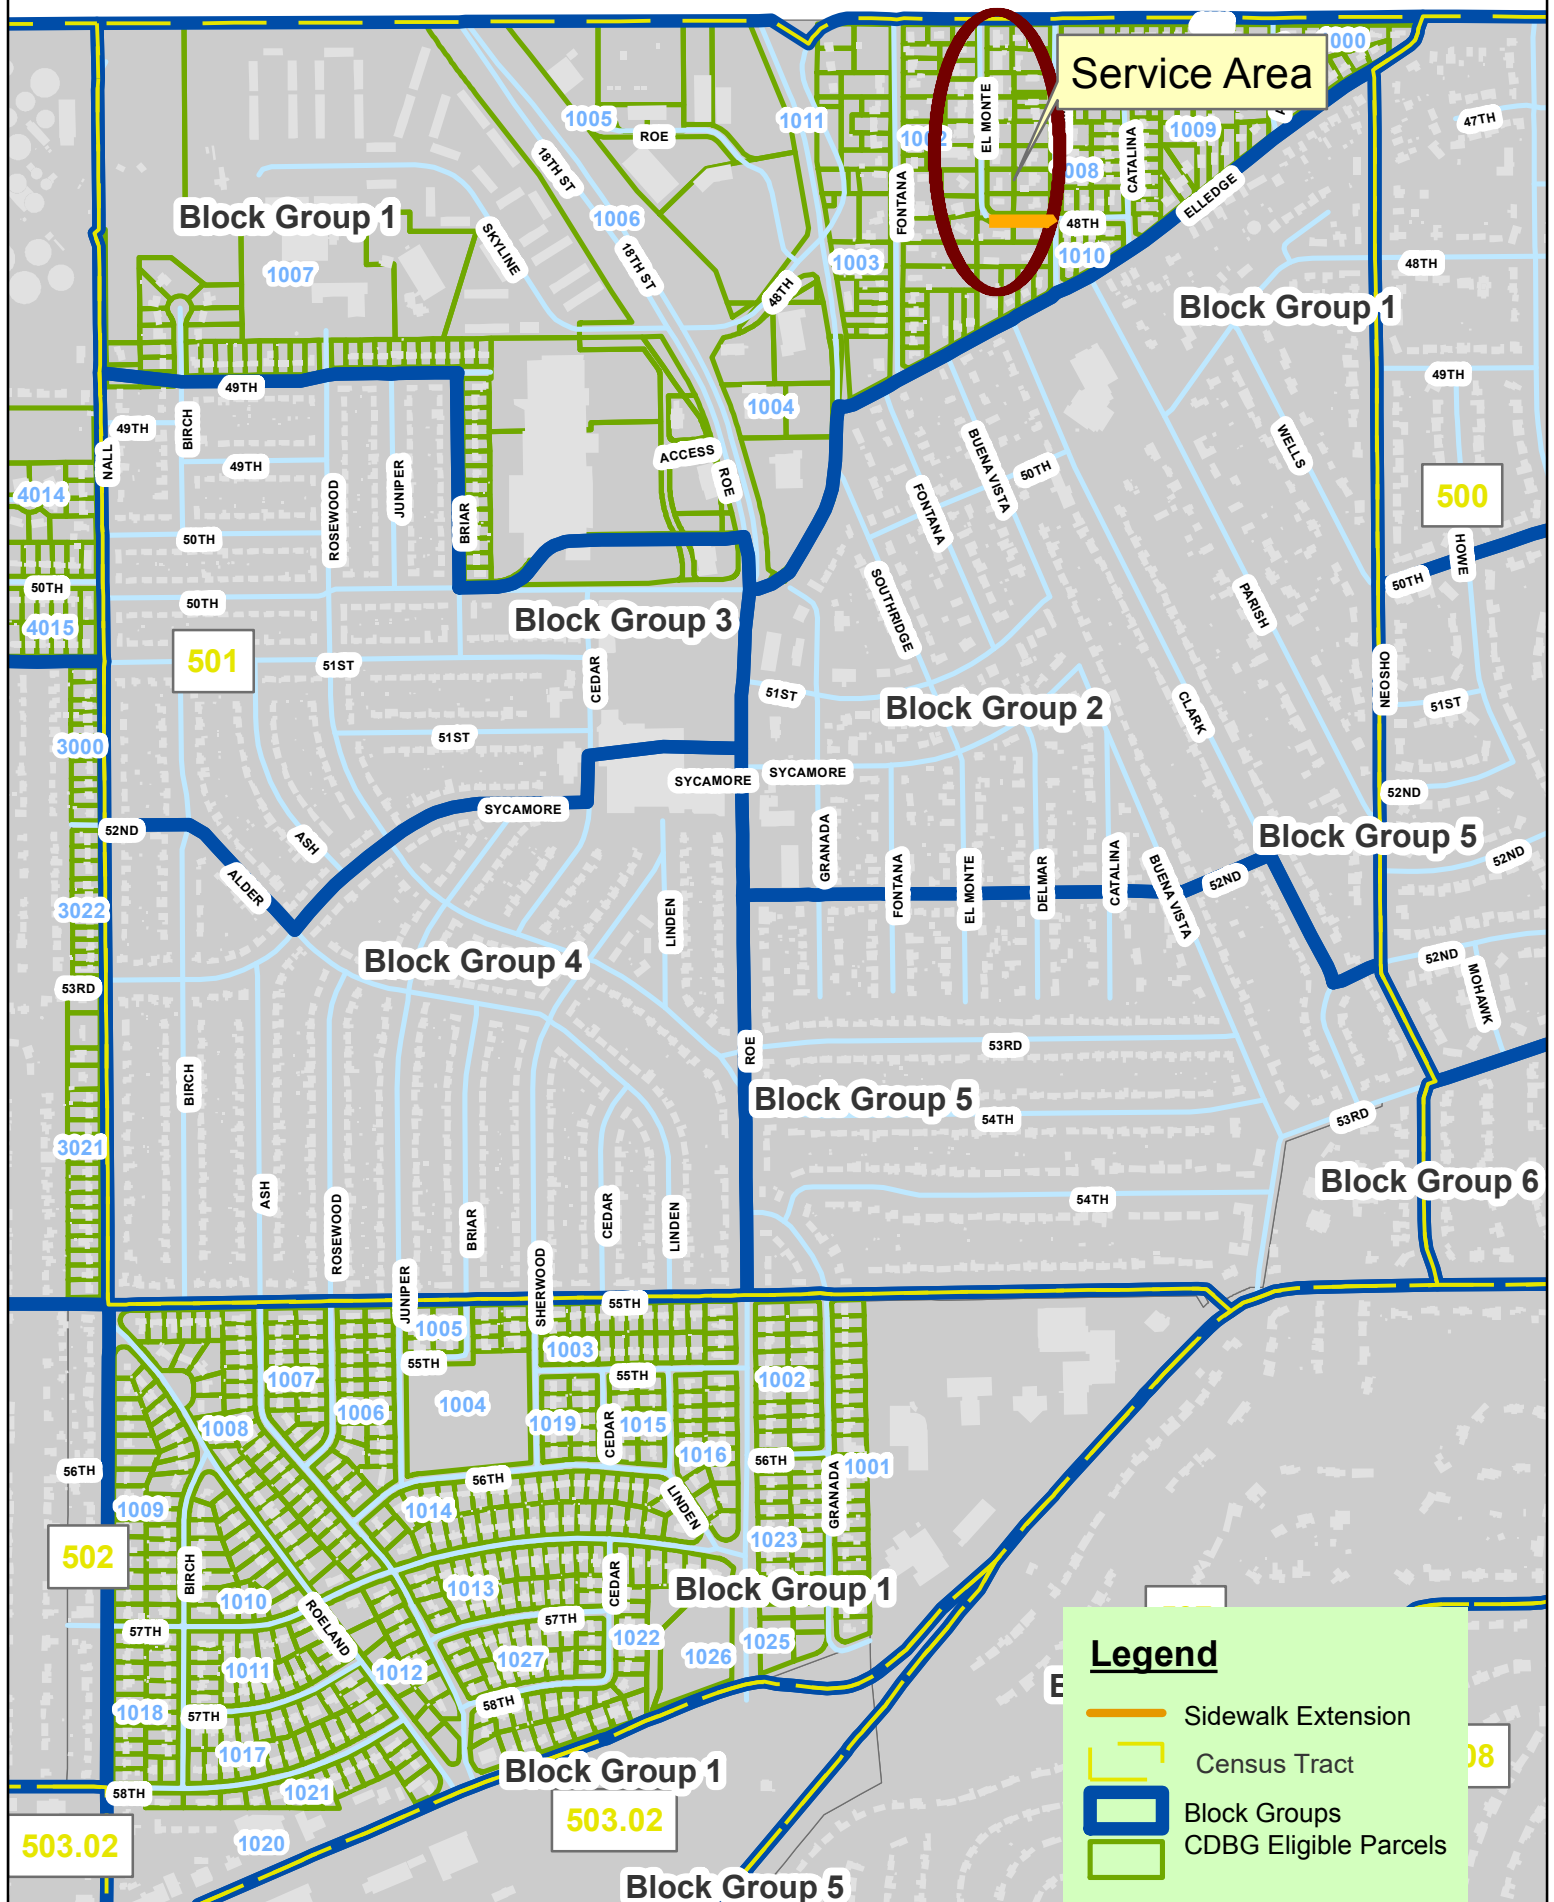 Service Area
000
1005
ROE
1011
1002
EL MONTE
1009
CATALINA
47TH
18TH ST
008
FONTANA
ELLEDGE
Block Group 1
1006
48TH
SKYLINE
18TH ST
1007
1003
1010
48TH
48TH
Block Group 1
49TH
49TH
1004
49TH
BIRCH
NALL
49TH
JUNIPER
ACCESS
ROE
BUENA VISTA
50TH
WELLS
4014
500
ROSEWOOD
BRIAR
FONTANA
50TH
HOWE
50TH
50TH
50TH
4015
Block Group 3
SOUTHRIDGE
PARISH
501
51ST
CEDAR
51ST
NEOSHO
51ST
Block Group 2
CLARK
3000
51ST
SYCAMORE
SYCAMORE
52ND
SYCAMORE
52ND
ASH
GRANADA
Block Group 5
52ND
ALDER
FONTANA
EL MONTE
DELMAR
CATALINA
BUENA VISTA
52ND
3022
LINDEN
Block Group 4
52ND
MOHAWK
53RD
BIRCH
ROE
53RD
Block Group 5
54TH
53RD
3021
Block Group 6
ASH
ROSEWOOD
BRIAR
CEDAR
LINDEN
54TH
JUNIPER
SHERWOOD
55TH
1005
1003
55TH
55TH
1007
1002
1006
1004
1008
1019
CEDAR
1015
1016
56TH
1001
56TH
56TH
GRANADA
1009
1014
LINDEN
1023
502
BIRCH
CEDAR
1013
Block Group 1
1010
ROELAND
57TH
57TH
1022
1025
1026
1011
1012
1027
1018
57TH
58TH
1017
Block Group 1
58TH
1021
503.02
503.02
1020
Block Group 5
08
Legend
Sidewalk Extension
Census Tract
Block Groups
CDBG Eligible Parcels